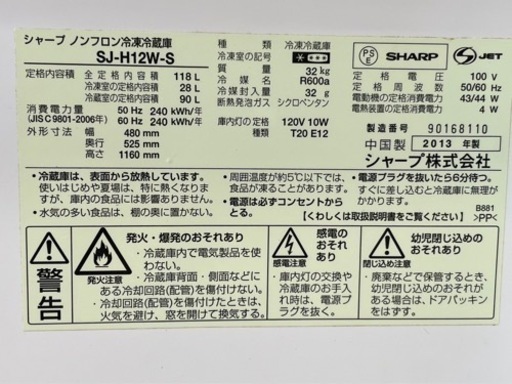 シャープ ノンフロン冷凍冷蔵庫
SJ-H12W-S
定格内容積 全定格内容積 118 L
冷凍室の定格内容積 28 L
冷蔵室の定格内容積 90 L
消費電力量 50 Hz 240 kWh/年
(JIS C 9801-2006年) 60 Hz 240 kWh/年
外形寸法 幅 480 mm
奥行 525 mm
高さ 1160 mm
種類 冷凍冷蔵庫
冷凍室の記号 ****
質量 32 kg
冷媒 R600a
冷媒量 32 g
断熱発泡ガス シクロペンタン
庫内灯の定格 120V 10W
種類 T20 E12
PS
E
SHARP
S JET
定格電圧 100 V
定格周波数 50/60 Hz
電動機の定格消費電力 43/44 W
電熱装置の定格消費電力 4 W
製造番号 90168110
中国製 2013 年製
シャープ株式会社
・冷蔵庫は、表面から放熱しています。
使いはじめや夏場は、特に熱くなりま
すが、庫内の食品には影響ありません。
・水気の多い食品は、棚の奥に置かない。
・周囲温度が約5℃以下では、
食品が凍ることがあります。
・電源は必ずコンセントから
とる。
・電源プラグを抜いたら6分待つ。
すぐに差し込むと冷蔵庫に無理が
かかります。
【くわしくは取扱説明書をご覧ください】
B881
>PP<
警告
発火・爆発のおそれあり
発火注意
・冷蔵庫内で電気製品を使
わない。
・冷蔵庫背面・側面などに
ある冷却回路(配管)を傷付けない。
・冷却回路(配管)を傷付けたときは、
火気を避け、窓を開けて換気する。
感電の
おそれ
あり
感電注意
・庫内灯の交換や
冷蔵庫のお手入
れ時は、電源プラ
グを抜く。
幼児閉じ込めの
おそれあり
閉じ込め注意
・廃棄などで保管するとき、
幼児閉じ込めのおそれが
ある場合は、ドアパッキン
をはずす。